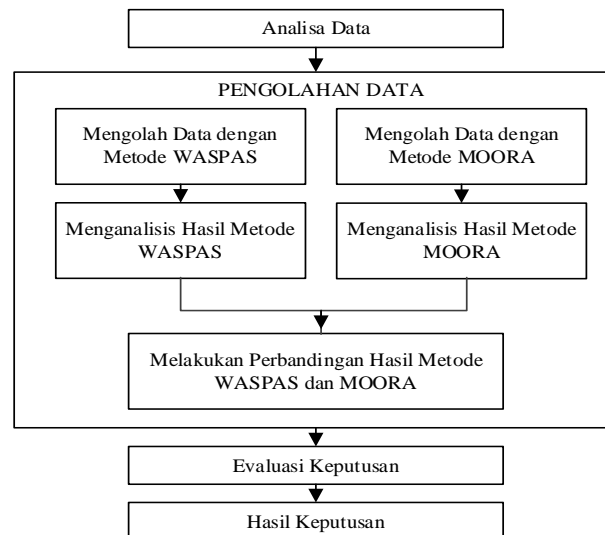 Analisa Data
PENGOLAHAN DATA
Mengolah Data dengan
Metode WASPAS
Mengolah Data dengan
Metode MOORA
Menganalisis Hasil Metode
WASPAS
Menganalisis Hasil Metode
MOORA
Melakukan Perbandingan Hasil Metode
WASPAS dan MOORA
Evaluasi Keputusan
Hasil Keputusan